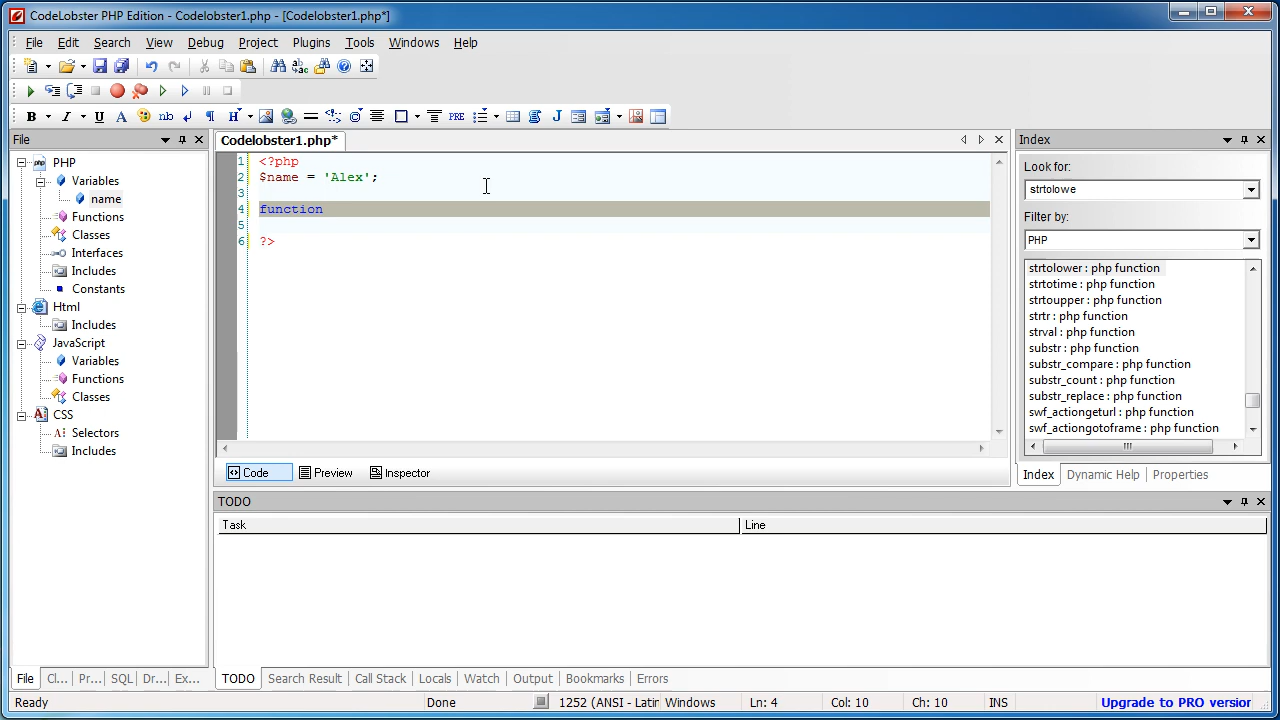 CodeLobster PHP Edition - Codelobster1.php - [Codelobster1.php*]
File Edit Search View Debug Project Plugins Tools Windows Help
B I U A nb ¶ H PRE J
File
PHP
Variables
name
Functions
Classes
Interfaces
Includes
Constants
Html
Includes
JavaScript
Variables
Functions
Classes
CSS
Selectors
Includes
File Cl... Pr... SQL Dr... Ex...
Codelobster1.php*
1 <?php
2 $name = 'Alex';
3
4 function
5
6 ?>
Code Preview Inspector
Index
Look for:
strtolowe
Filter by:
PHP
strtolower : php function
strtotime : php function
strtoupper : php function
strtr : php function
strval : php function
substr : php function
substr_compare : php function
substr_count : php function
substr_replace : php function
swf_actiongeturl : php function
swf_actiongotoframe : php function
Index Dynamic Help Properties
TODO
Task Line
TODO Search Result Call Stack Locals Watch Output Bookmarks Errors
Ready Done 1252 (ANSI - Latin Windows Ln: 4 Col: 10 Ch: 10 INS Upgrade to PRO version